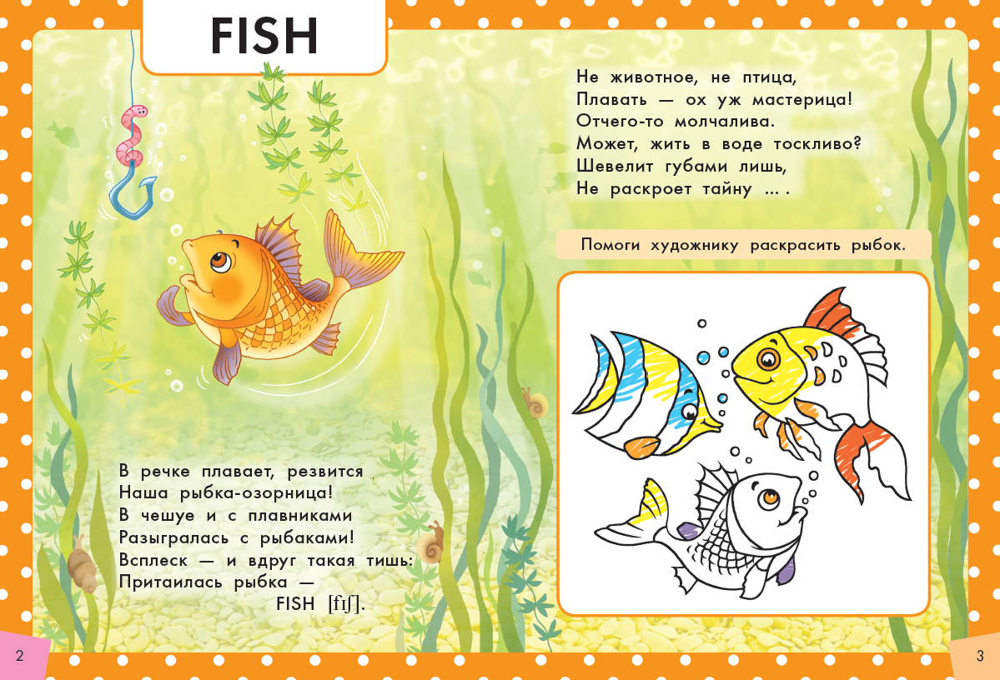 FISH
В речке плавает, резвится
Наша рыбка-озорница!
В чешуе и с плавниками
Разыгралась с рыбаками!
Всплеск — и вдруг такая тишь:
Притаилась рыбка —
FISH [fɪʃ].
2
Не животное, не птица,
Плавать — ох уж мастерица!
Отчего-то молчалива.
Может, жить в воде тоскливо?
Шевелит губами лишь,
Не раскроет тайну ... .
Помоги художнику раскрасить рыбок.
3